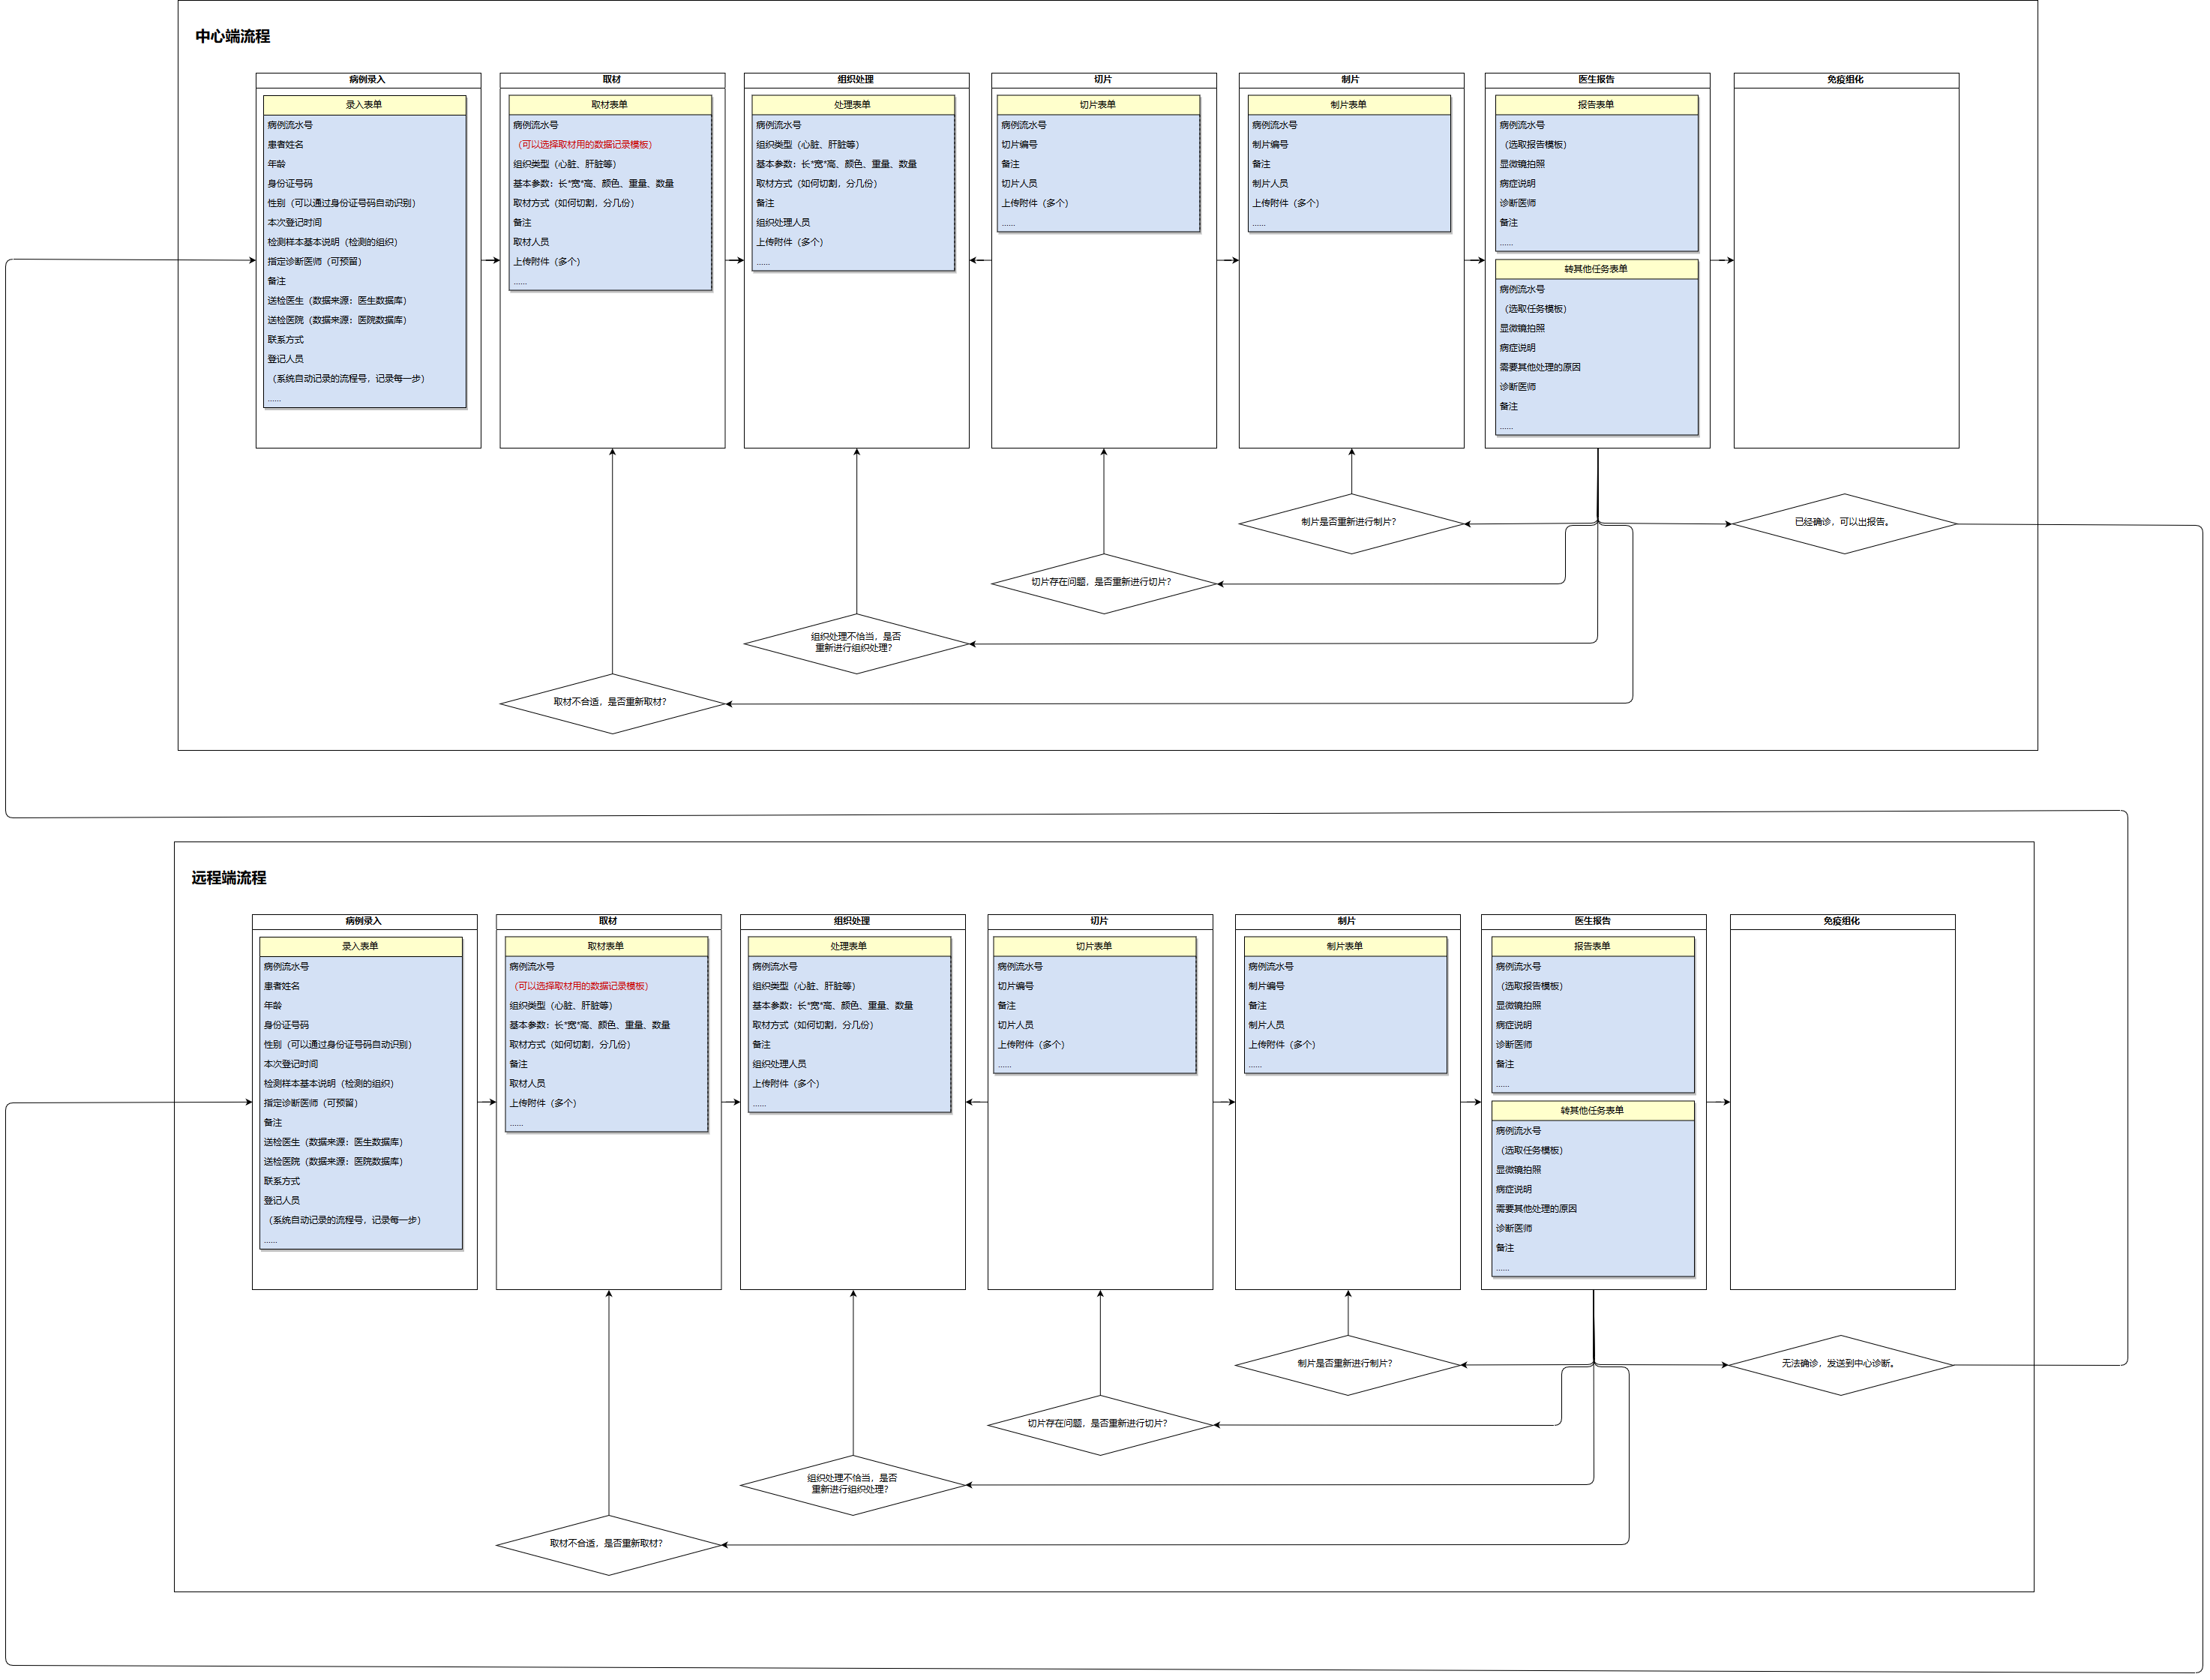 中心端流程
病例录入
录入表单
病例流水号
患者姓名
年龄
身份证号码
性别（可以通过身份证号码自动识别）
本次登记时间
检测样本基本说明（检测的组织）
指定诊断医师（可预留）
备注
送检医生（数据来源：医生数据库）
送检医院（数据来源：医院数据库）
联系方式
登记人员
（系统自动记录的流程号，记录每一步）
......
取材
取材表单
病例流水号
（可以选择取材用的数据记录模板）
组织类型（心脏、肝脏等）
基本参数：长*宽*高、颜色、重量、数量
取材方式（如何切割，分几份）
备注
取材人员
上传附件（多个）
......
组织处理
处理表单
病例流水号
组织类型（心脏、肝脏等）
基本参数：长*宽*高、颜色、重量、数量
取材方式（如何切割，分几份）
备注
组织处理人员
上传附件（多个）
......
切片
切片表单
病例流水号
切片编号
备注
切片人员
上传附件（多个）
......
制片
制片表单
病例流水号
制片编号
备注
制片人员
上传附件（多个）
......
医生报告
报告表单
病例流水号
（选取报告模板）
显微镜拍照
病症说明
诊断医师
备注
......
转其他任务表单
病例流水号
（选取任务模板）
显微镜拍照
病症说明
需要其他处理的原因
诊断医师
备注
......
免疫组化
制片是否重新进行制片？
已经确诊，可以出报告。
切片存在问题，是否重新进行切片？
组织处理不恰当，是否
重新进行组织处理？
取材不合适，是否重新取材？
远程端流程
病例录入
录入表单
病例流水号
患者姓名
年龄
身份证号码
性别（可以通过身份证号码自动识别）
本次登记时间
检测样本基本说明（检测的组织）
指定诊断医师（可预留）
备注
送检医生（数据来源：医生数据库）
送检医院（数据来源：医院数据库）
联系方式
登记人员
（系统自动记录的流程号，记录每一步）
......
取材
取材表单
病例流水号
（可以选择取材用的数据记录模板）
组织类型（心脏、肝脏等）
基本参数：长*宽*高、颜色、重量、数量
取材方式（如何切割，分几份）
备注
取材人员
上传附件（多个）
......
组织处理
处理表单
病例流水号
组织类型（心脏、肝脏等）
基本参数：长*宽*高、颜色、重量、数量
取材方式（如何切割，分几份）
备注
组织处理人员
上传附件（多个）
......
切片
切片表单
病例流水号
切片编号
备注
切片人员
上传附件（多个）
......
制片
制片表单
病例流水号
制片编号
备注
制片人员
上传附件（多个）
......
医生报告
报告表单
病例流水号
（选取报告模板）
显微镜拍照
病症说明
诊断医师
备注
......
转其他任务表单
病例流水号
（选取任务模板）
显微镜拍照
病症说明
需要其他处理的原因
诊断医师
备注
......
免疫组化
制片是否重新进行制片？
无法确诊，发送到中心诊断。
切片存在问题，是否重新进行切片？
组织处理不恰当，是否
重新进行组织处理？
取材不合适，是否重新取材？